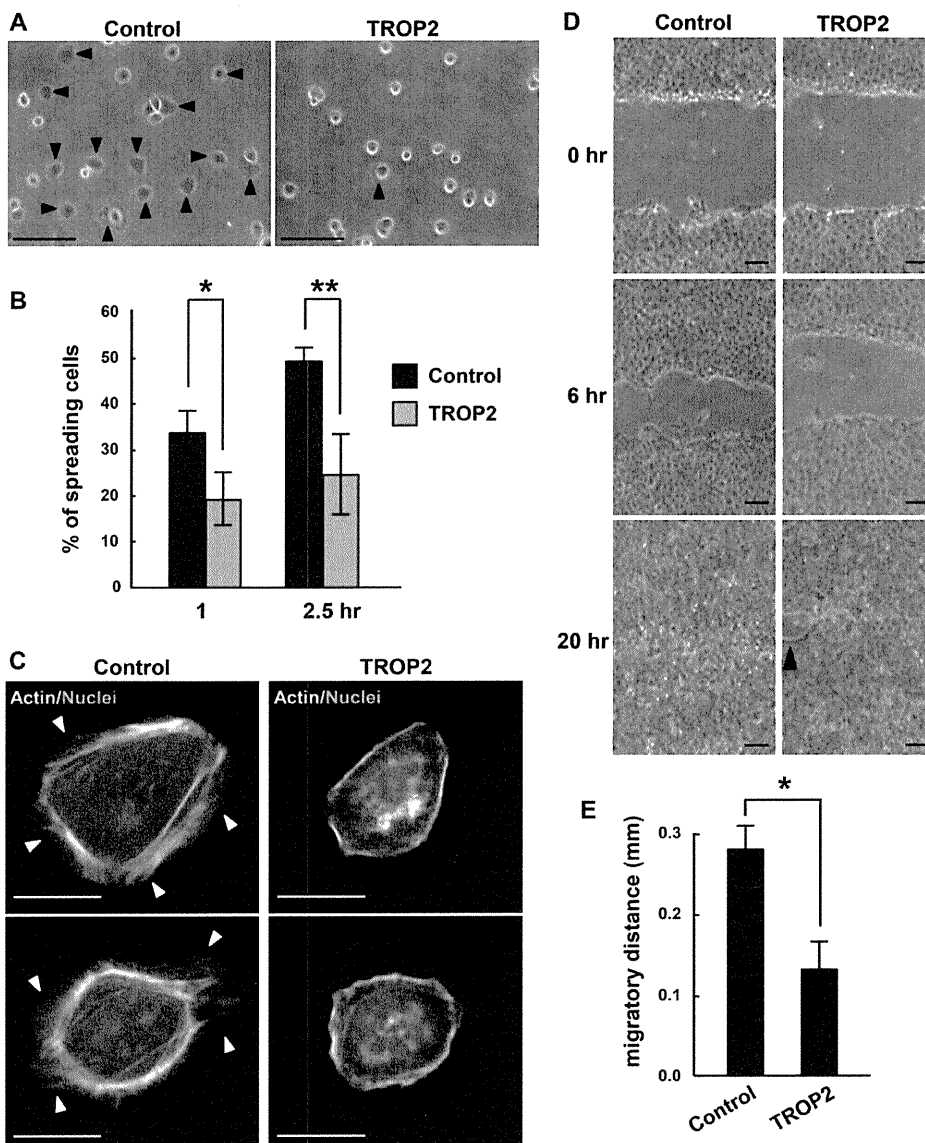 A
Control
TROP2
B
% of spreading cells
60
50
40
30
20
10
0
*
**
1
2.5 hr
Control
TROP2
C
Control
TROP2
Actin/Nuclei
Actin/Nuclei
D
Control
TROP2
0 hr
6 hr
20 hr
E
migratory distance (mm)
0.3
0.2
0.1
0.0
*
Control
TROP2